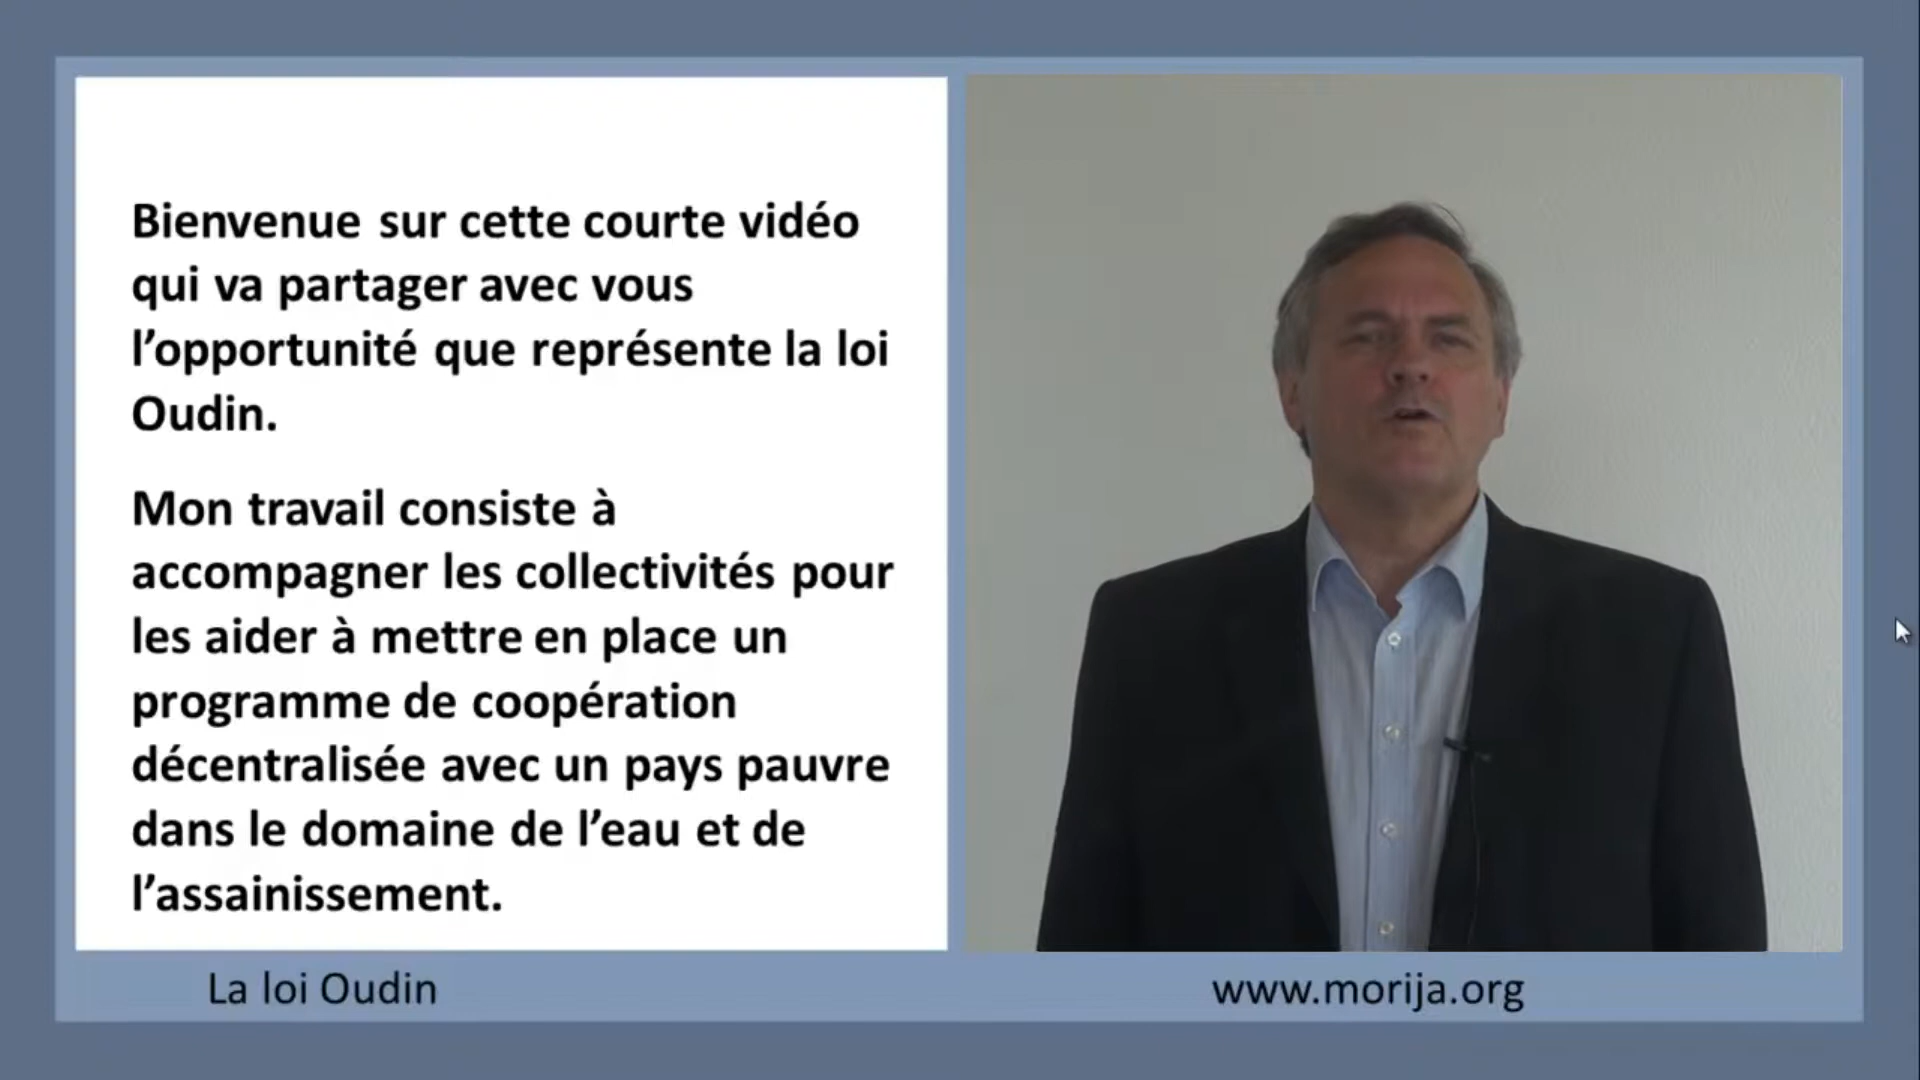 Bienvenue sur cette courte vidéo
qui va partager avec vous
l’opportunité que représente la loi
Oudin.
Mon travail consiste à
accompagner les collectivités pour
les aider à mettre en place un
programme de coopération
décentralisée avec un pays pauvre
dans le domaine de l’eau et de
l’assainissement.
La loi Oudin
www.morija.org